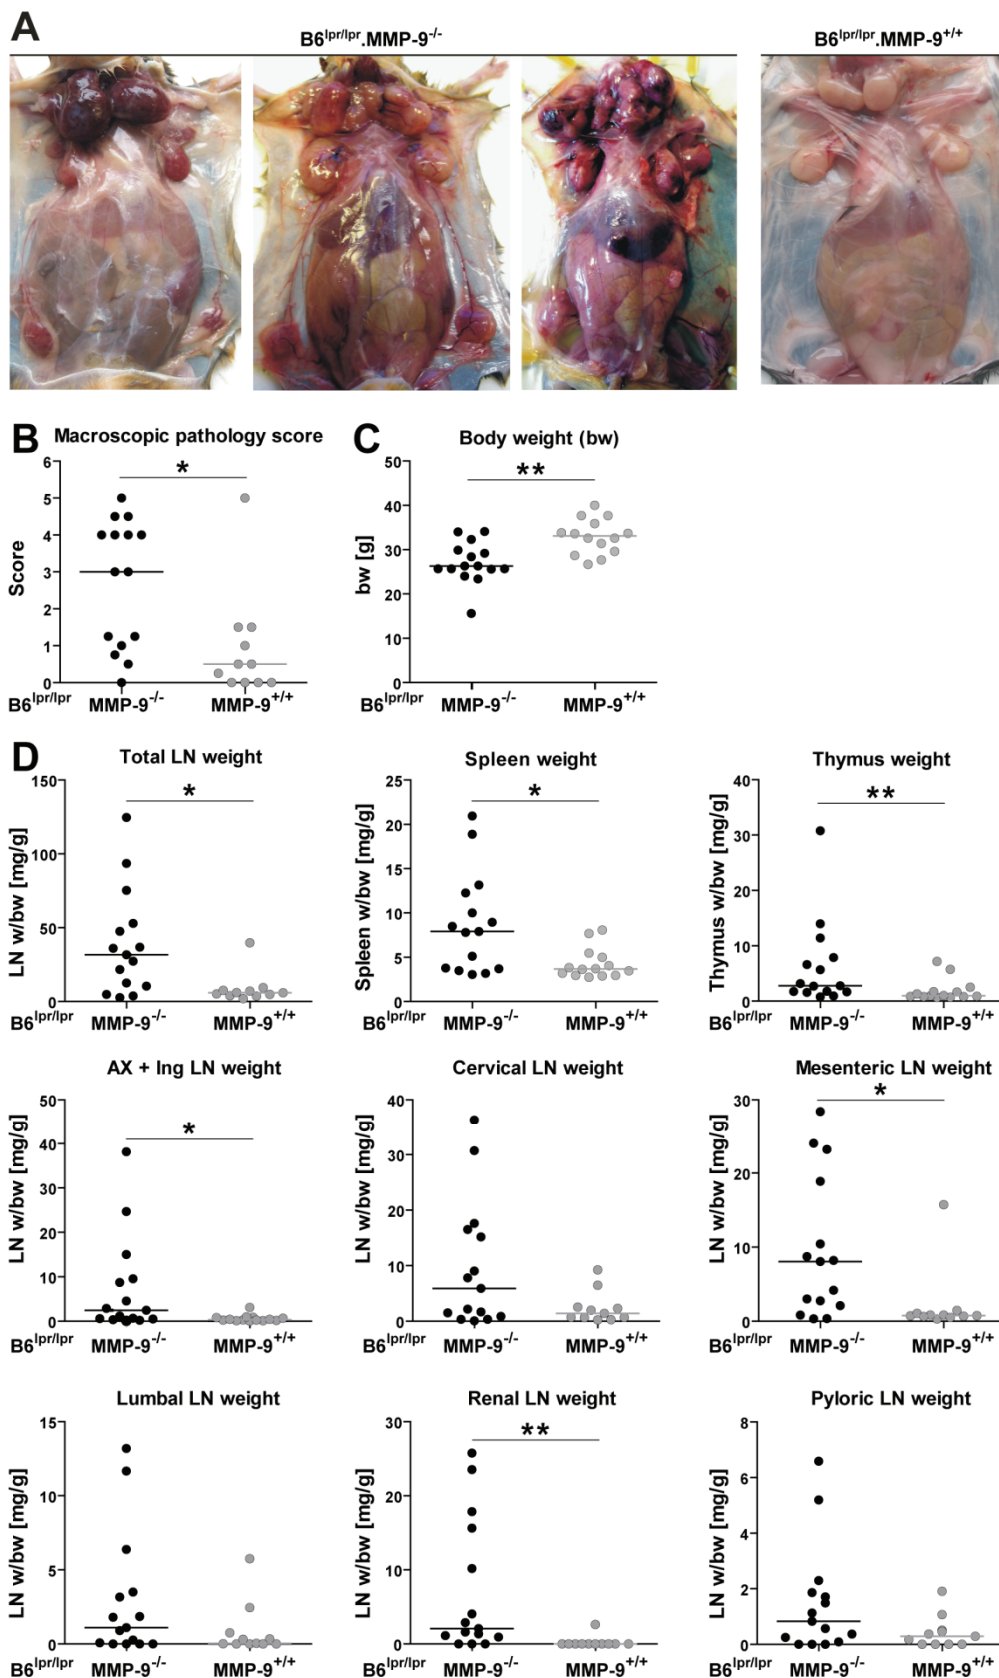 A
B6lpr/lpr.MMP-9-/- B6lpr/lpr.MMP-9+/+
B Macroscopic pathology score
6
5
4
3
2
1
0
Score
*
B6lpr/lpr MMP-9-/- MMP-9+/+
C Body weight (bw)
50
40
30
20
10
0
bw [g]
**
B6lpr/lpr MMP-9-/- MMP-9+/+
D Total LN weight
150
100
50
0
LN w/bw [mg/g]
*
B6lpr/lpr MMP-9-/- MMP-9+/+
Spleen weight
25
20
15
10
5
0
Spleen w/bw [mg/g]
*
B6lpr/lpr MMP-9-/- MMP-9+/+
Thymus weight
40
30
20
10
0
Thymus w/bw [mg/g]
**
B6lpr/lpr MMP-9-/- MMP-9+/+
AX + Ing LN weight
50
40
30
20
10
0
LN w/bw [mg/g]
*
B6lpr/lpr MMP-9-/- MMP-9+/+
Cervical LN weight
40
30
20
10
0
LN w/bw [mg/g]
B6lpr/lpr MMP-9-/- MMP-9+/+
Mesenteric LN weight
30
20
10
0
LN w/bw [mg/g]
*
B6lpr/lpr MMP-9-/- MMP-9+/+
Lumbal LN weight
15
10
5
0
LN w/bw [mg/g]
B6lpr/lpr MMP-9-/- MMP-9+/+
Renal LN weight
30
20
10
0
LN w/bw [mg/g]
**
B6lpr/lpr MMP-9-/- MMP-9+/+
Pyloric LN weight
8
6
4
2
0
LN w/bw [mg/g]
B6lpr/lpr MMP-9-/- MMP-9+/+